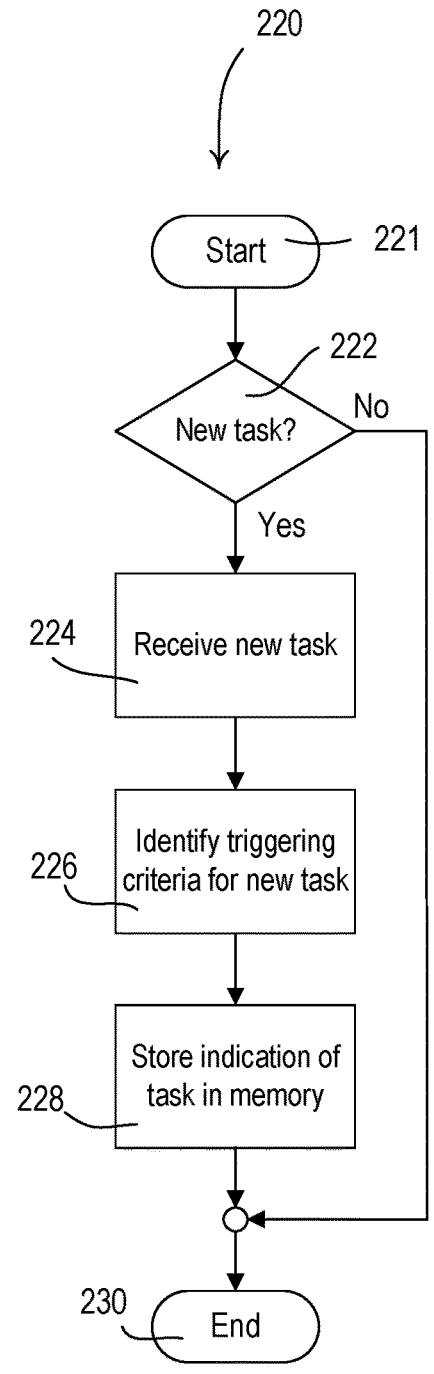 220
Start
221
222
New task?
No
Yes
224
Receive new task
Identify triggering
criteria for new task
226
Store indication of
task in memory
228
230
End